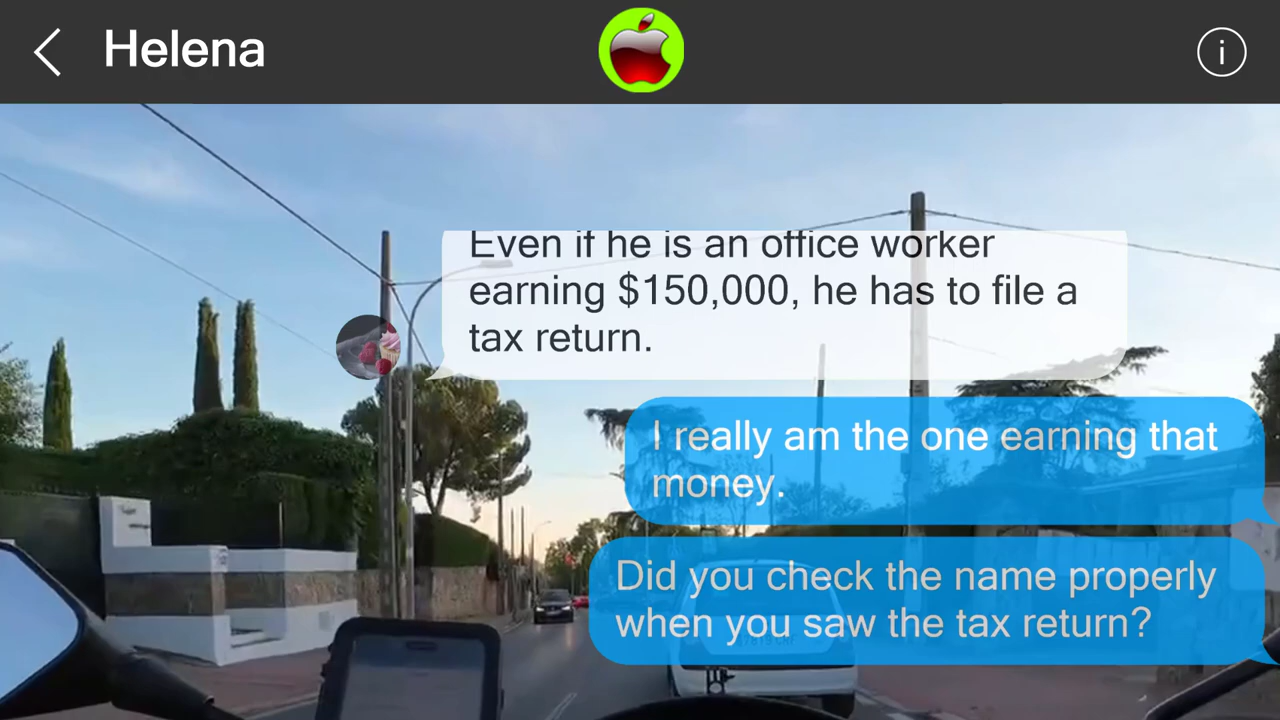 Helena
i
Even if he is an office worker
earning $150,000, he has to file a
tax return.
I really am the one earning that
money.
Did you check the name properly
when you saw the tax return?